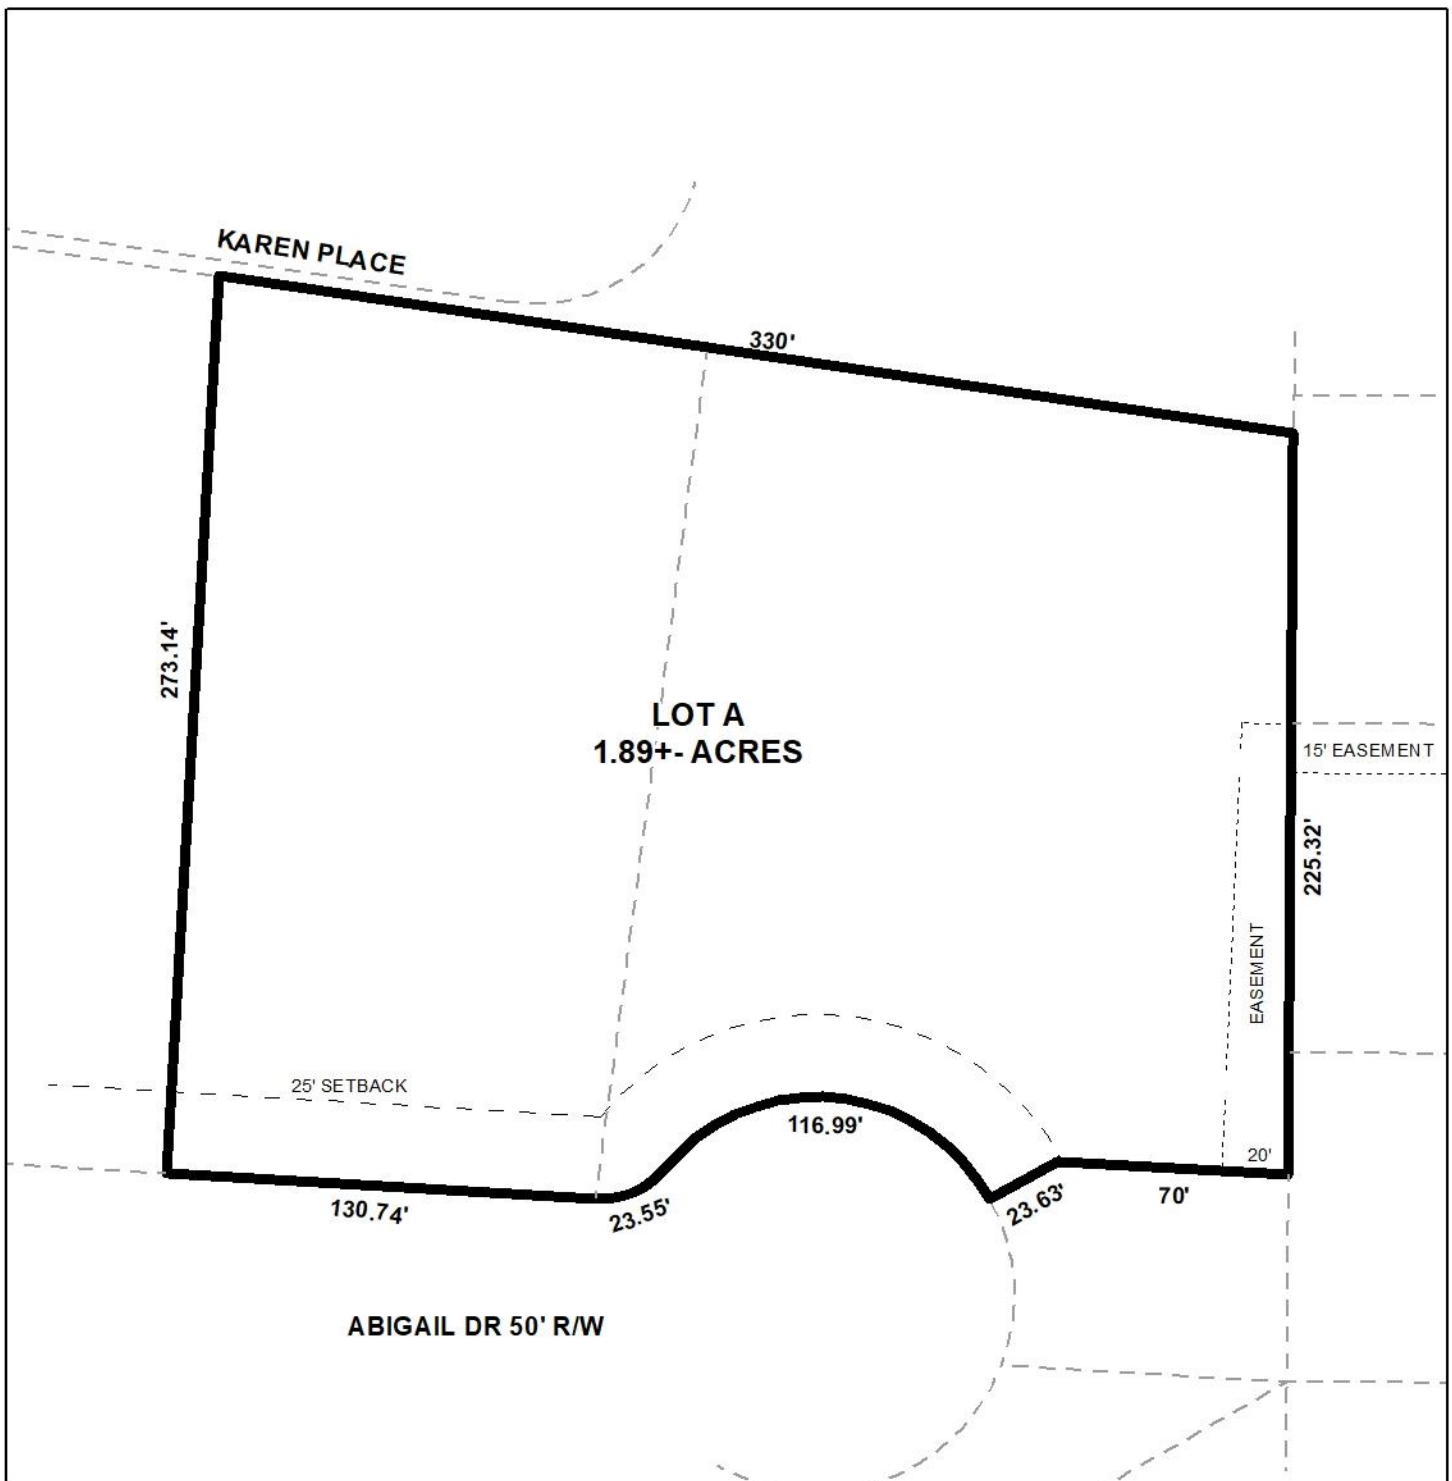 KAREN PLACE
330'
273.14'
LOT A
1.89+- ACRES
15' EASEMENT
225.32'
EASEMENT
25' SETBACK
116.99'
20'
130.74'
23.55'
23.63'
70'
ABIGAIL DR 50' R/W